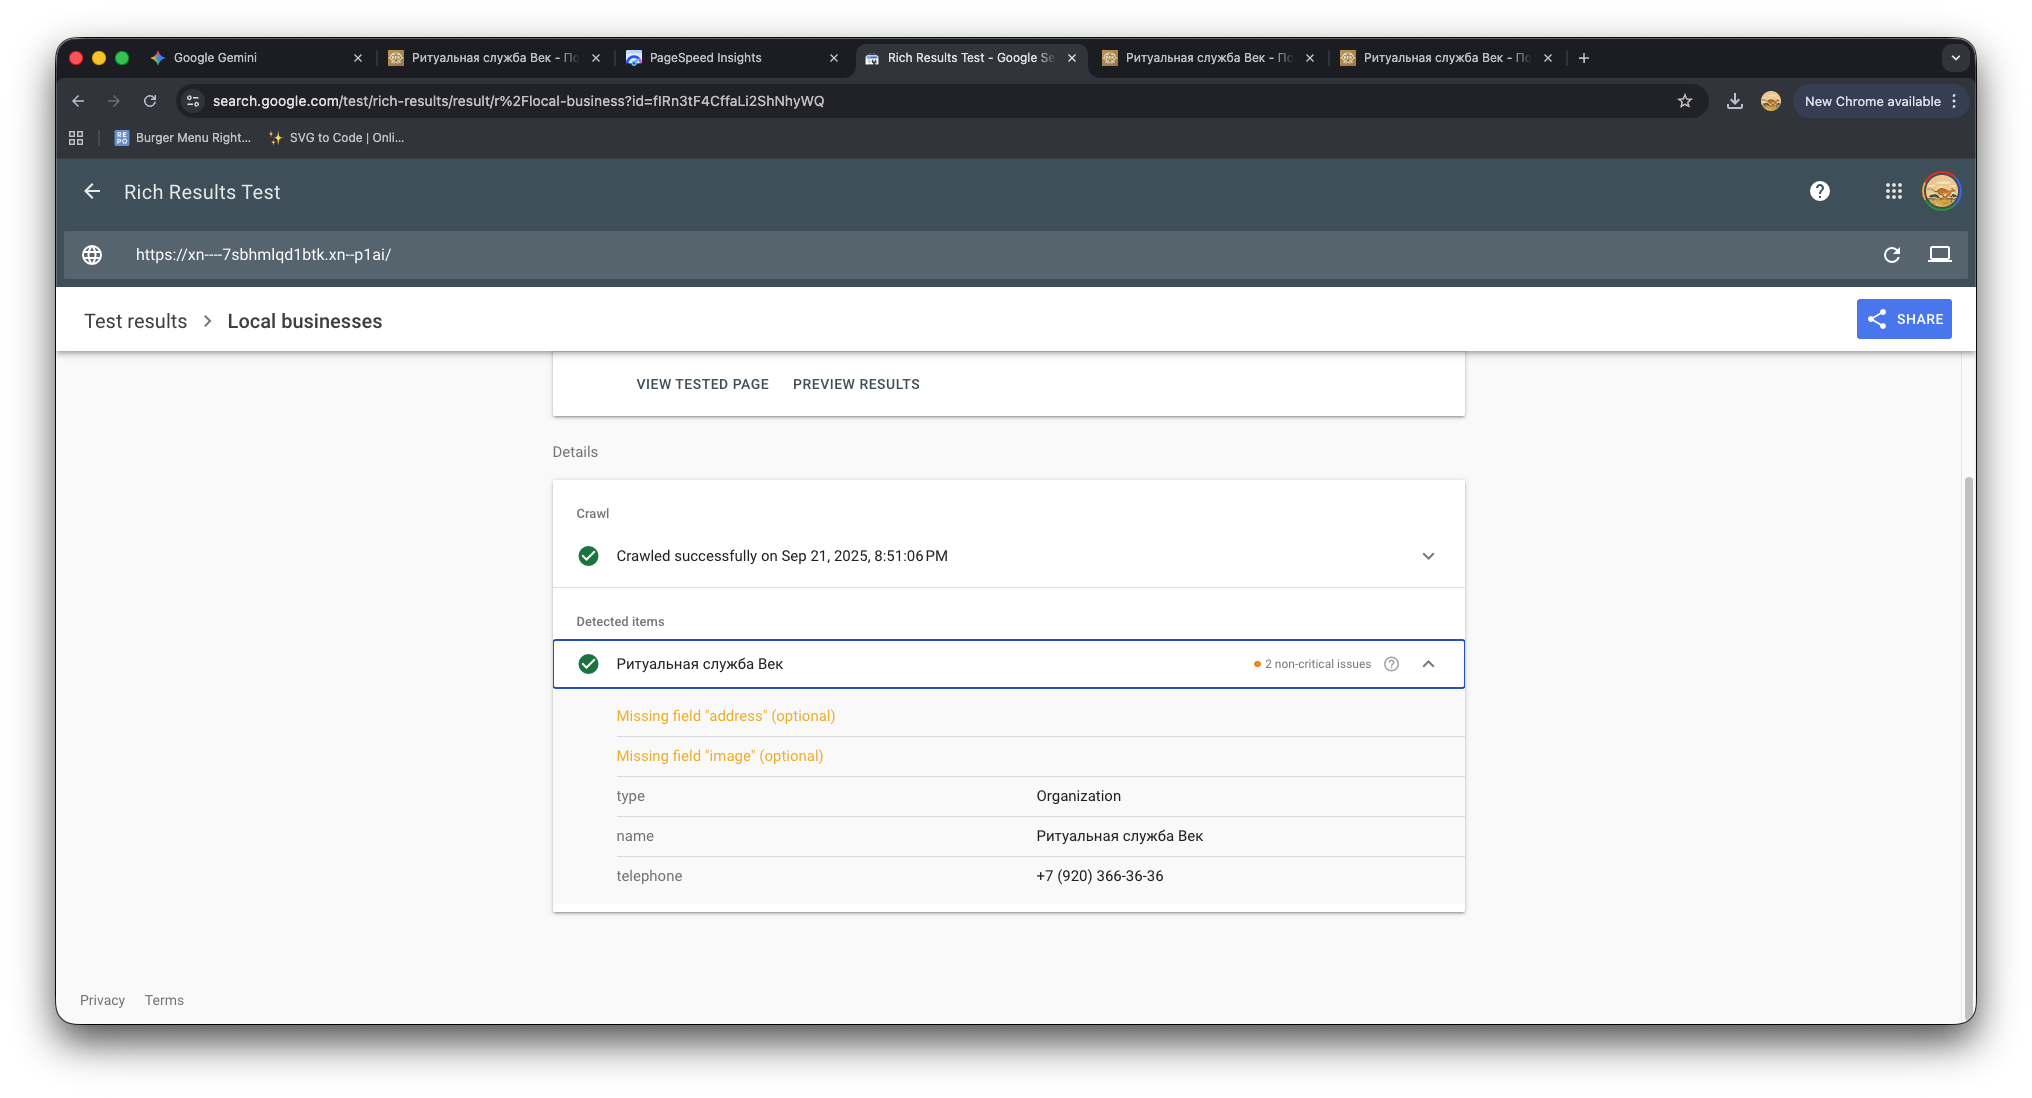 Google Gemini
Ритуальная служба Век - По
PageSpeed Insights
Rich Results Test - Google Se
Ритуальная служба Век - По
Ритуальная служба Век - По
search.google.com/test/rich-results/result/r%2Flocal-business?id=fIRn3tF4CffaLi2ShNhyWQ
New Chrome available
REPO
Burger Menu Right...
SVG to Code | Onli...
Rich Results Test
https://xn----7sbhmlqd1btk.xn--p1ai/
Test results > Local businesses
SHARE
VIEW TESTED PAGE PREVIEW RESULTS
Details
Crawl
Crawled successfully on Sep 21, 2025, 8:51:06 PM
Detected items
Ритуальная служба Век
2 non-critical issues
Missing field "address" (optional)
Missing field "image" (optional)
type Organization
name Ритуальная служба Век
telephone +7 (920) 366-36-36
Privacy Terms